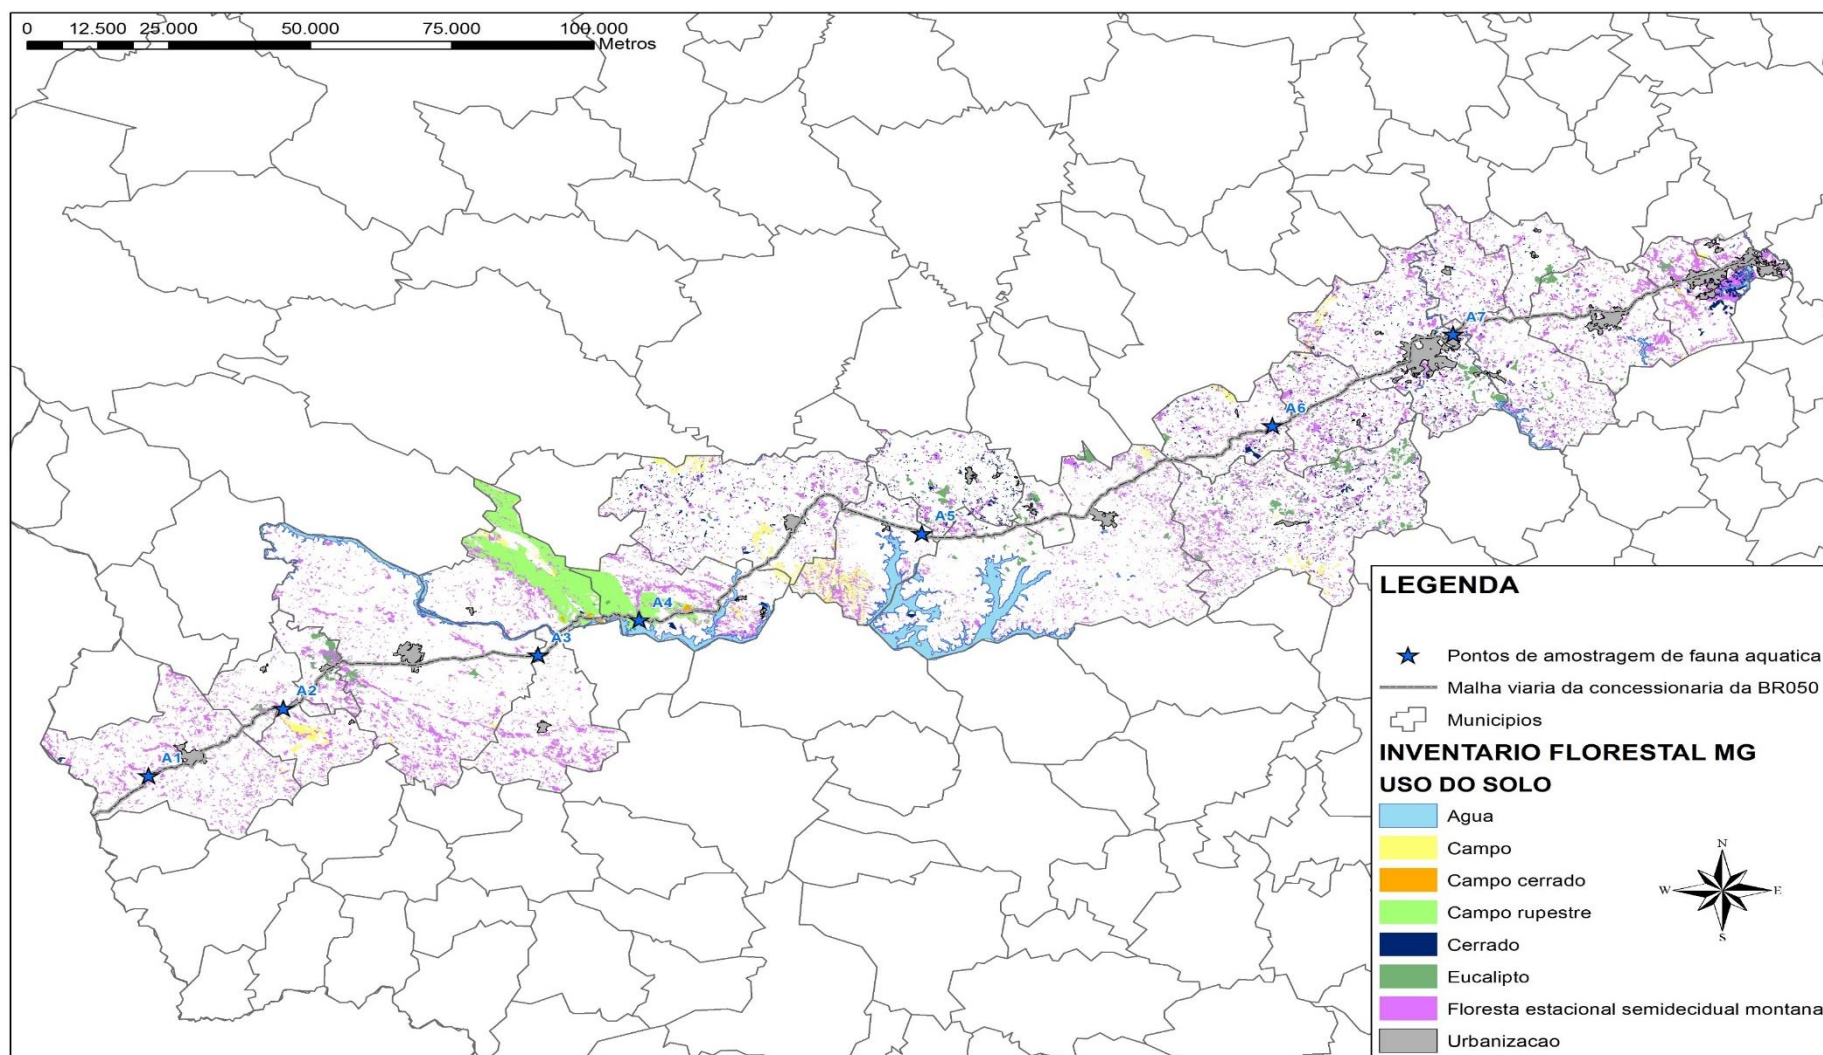 0 12.500 25.000 50.000 75.000 100.000
Metros
A7
A6
A5
A4
A3
A2
A1
LEGENDA
Pontos de amostragem de fauna aquatica
Malha viaria da concessionaria da BR050
Municipios
INVENTARIO FLORESTAL MG
USO DO SOLO
Agua
Campo
Campo cerrado
Campo rupestre
Cerrado
Eucalipto
Floresta estacional semidecidual montana
Urbanizacao
N
W E
S